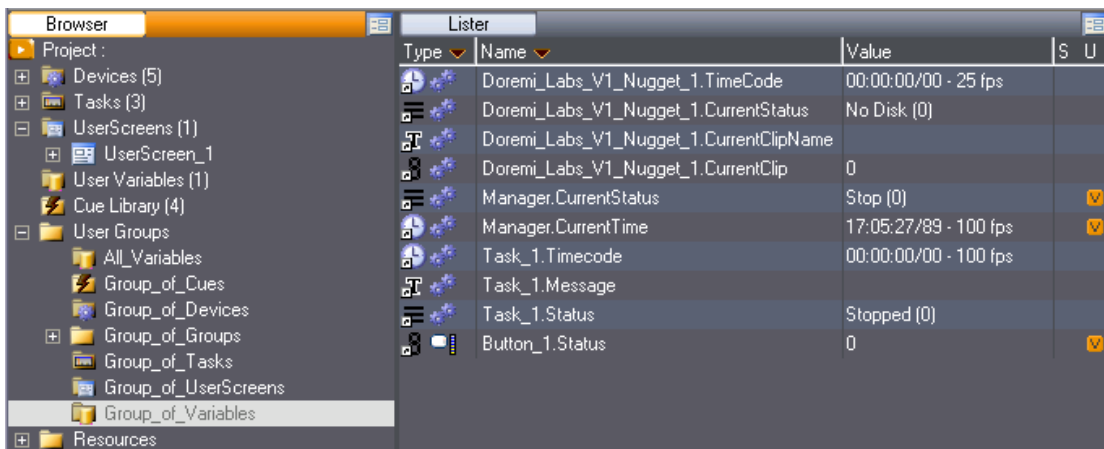 Browser
Project :
Devices (5)
Tasks (3)
UserScreens (1)
UserScreen_1
User Variables (1)
Cue Library (4)
User Groups
All_Variables
Group_of_Cues
Group_of_Devices
Group_of_Groups
Group_of_Tasks
Group_of_UserScreens
Group_of_Variables
Resources
Lister
Type Name Value S U
Doremi_Labs_V1_Nugget_1.TimeCode 00:00:00/00 - 25 fps
Doremi_Labs_V1_Nugget_1.CurrentStatus No Disk (0)
T Doremi_Labs_V1_Nugget_1.CurrentClipName
8 Doremi_Labs_V1_Nugget_1.CurrentClip 0
Manager.CurrentStatus Stop (0) V
Manager.CurrentTime 17:05:27/89 - 100 fps V
Task_1.Timecode 00:00:00/00 - 100 fps
T Task_1.Message
Task_1.Status Stopped (0)
8 Button_1.Status 0 V